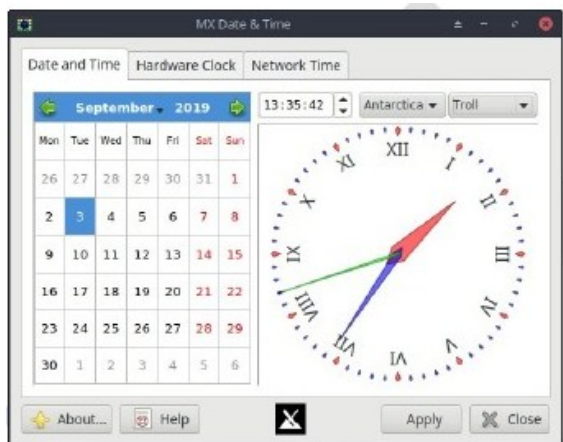 MX Date & Time
Date and Time Hardware Clock Network Time
September 2019 13:35:42 Antarctica Troll
Mon Tue Wed Thu Fri Sat Sun
26 27 28 29 30 31 1
2 3 4 5 6 7 8
9 10 11 12 13 14 15
16 17 18 19 20 21 22
23 24 25 26 27 28 29
30 1 2 3 4 5 6
XII
I
II
III
IV
V
VI
VII
VIII
IX
X
XI
About... Help Apply Close